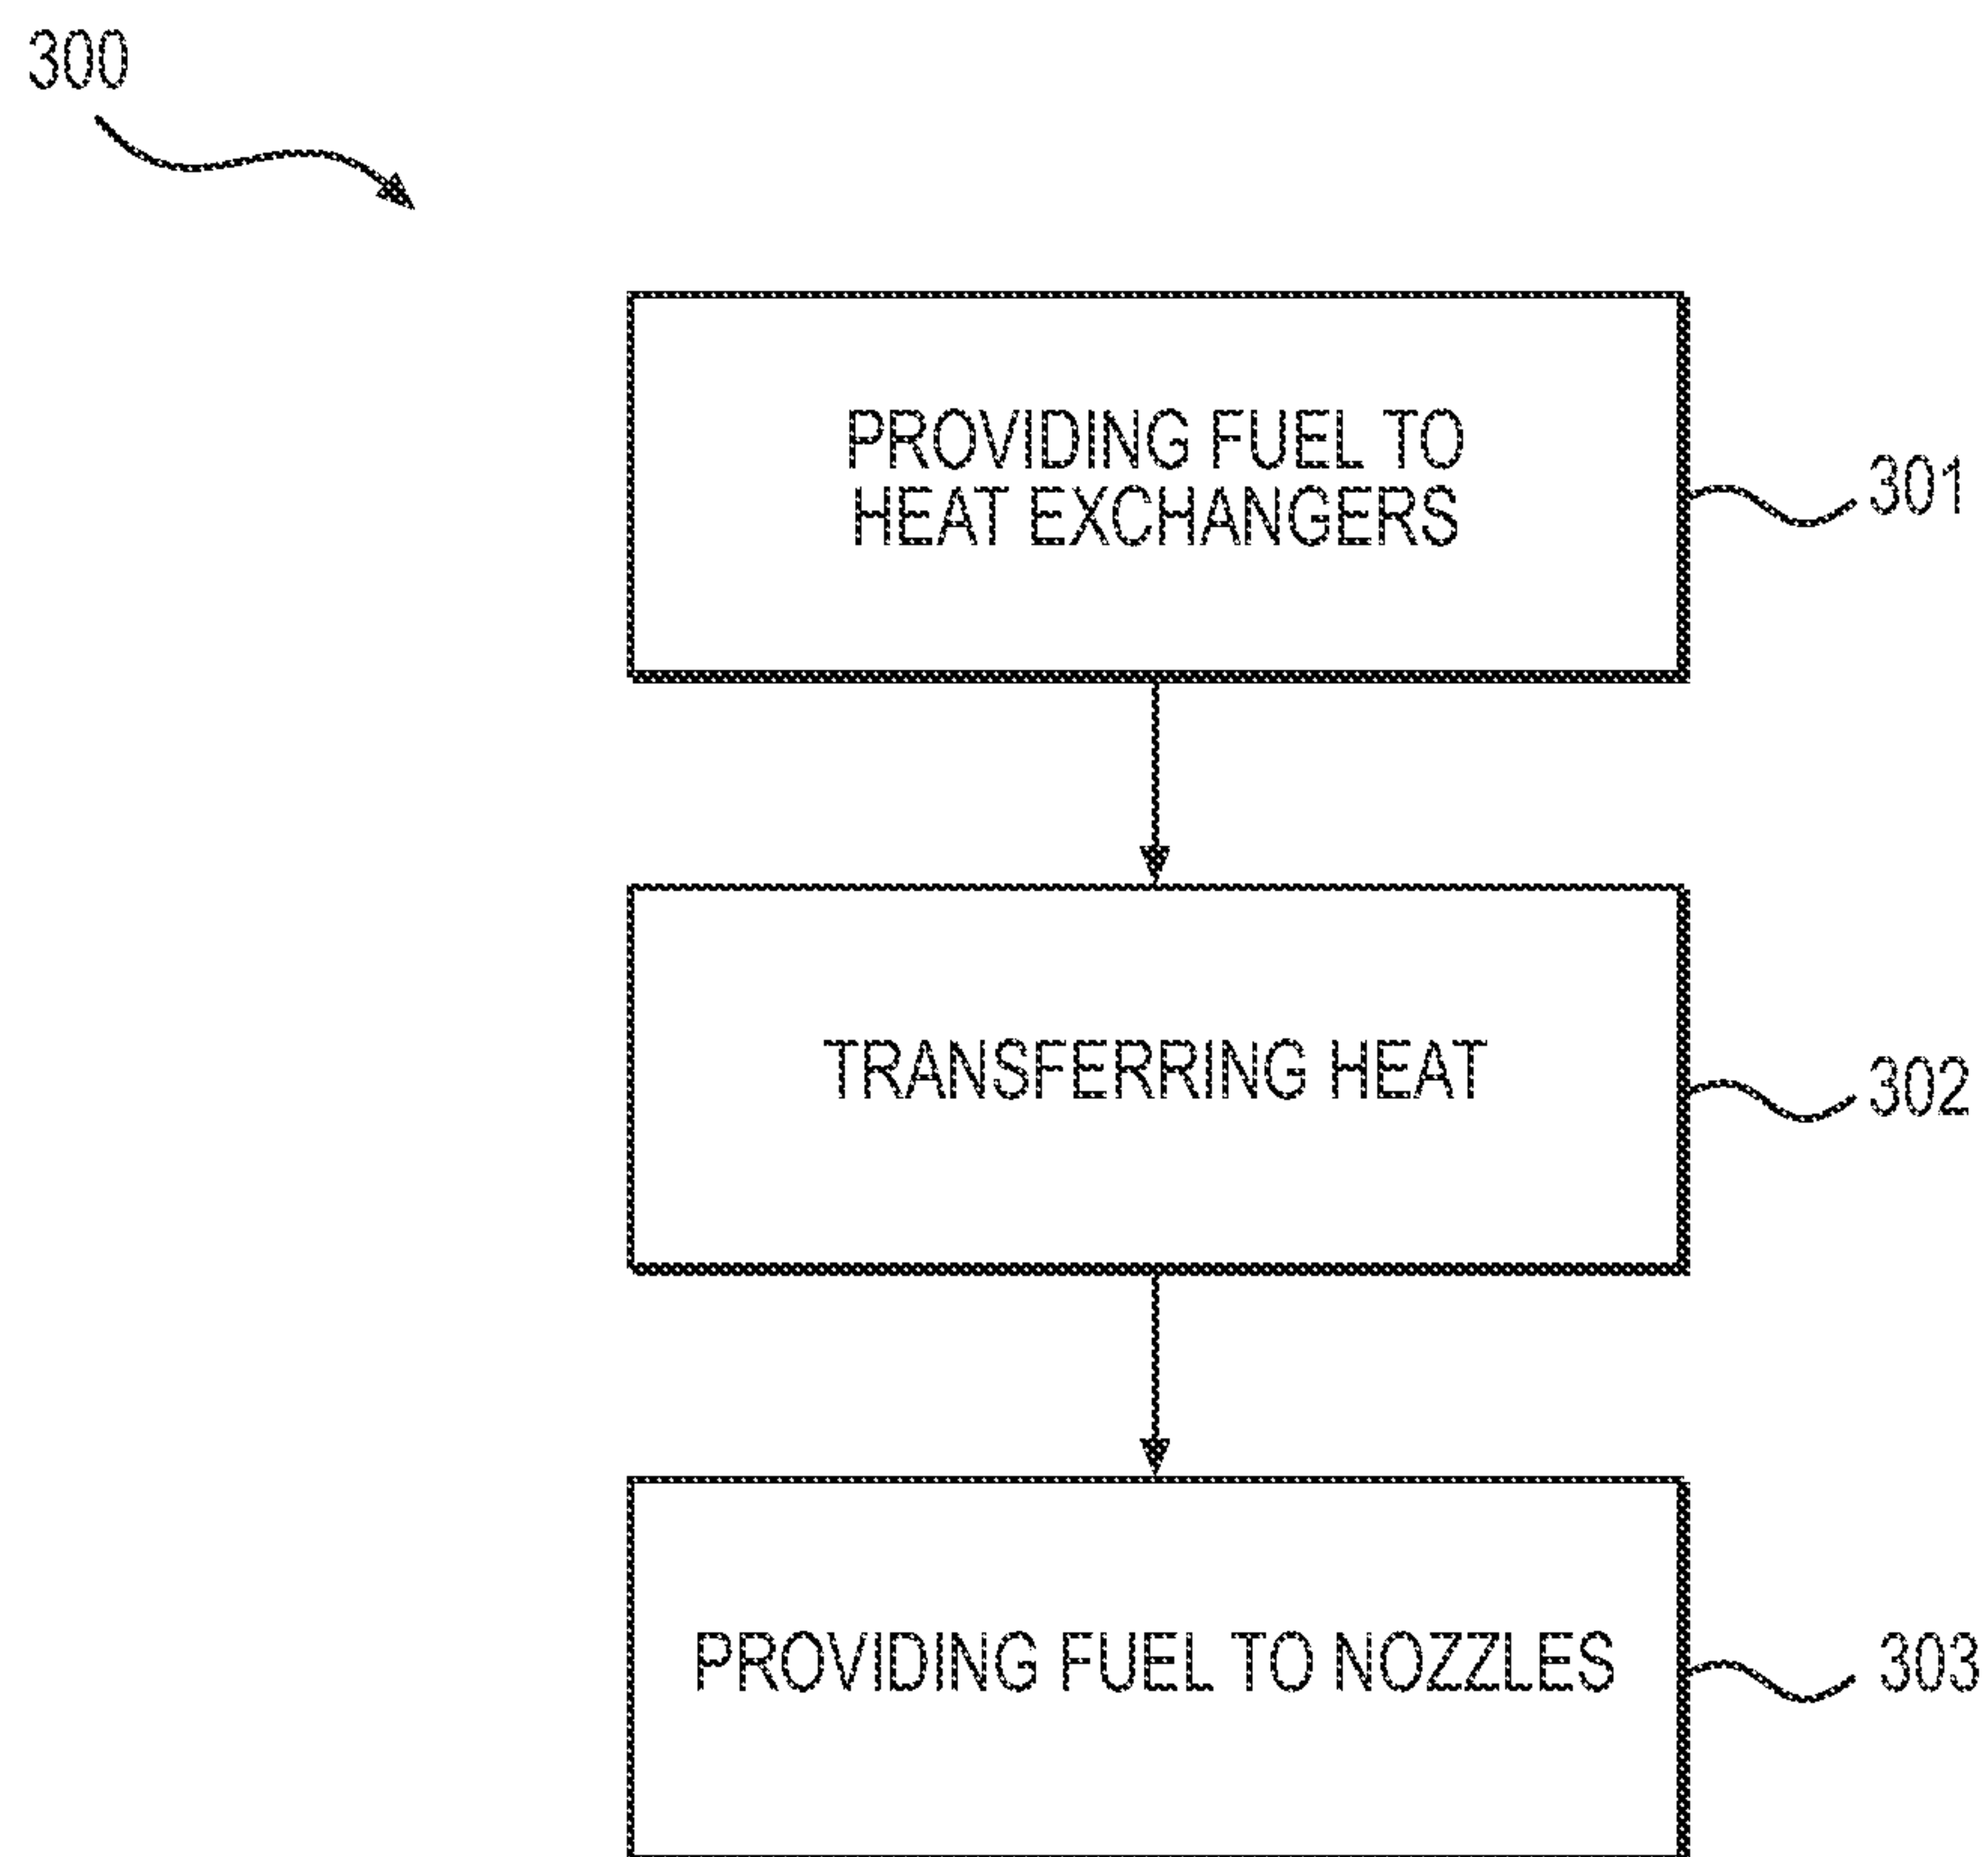 300
PROVIDING FUEL TO
HEAT EXCHANGERS
301
TRANSFERRING HEAT
302
PROVIDING FUEL TO NOZZLES
303